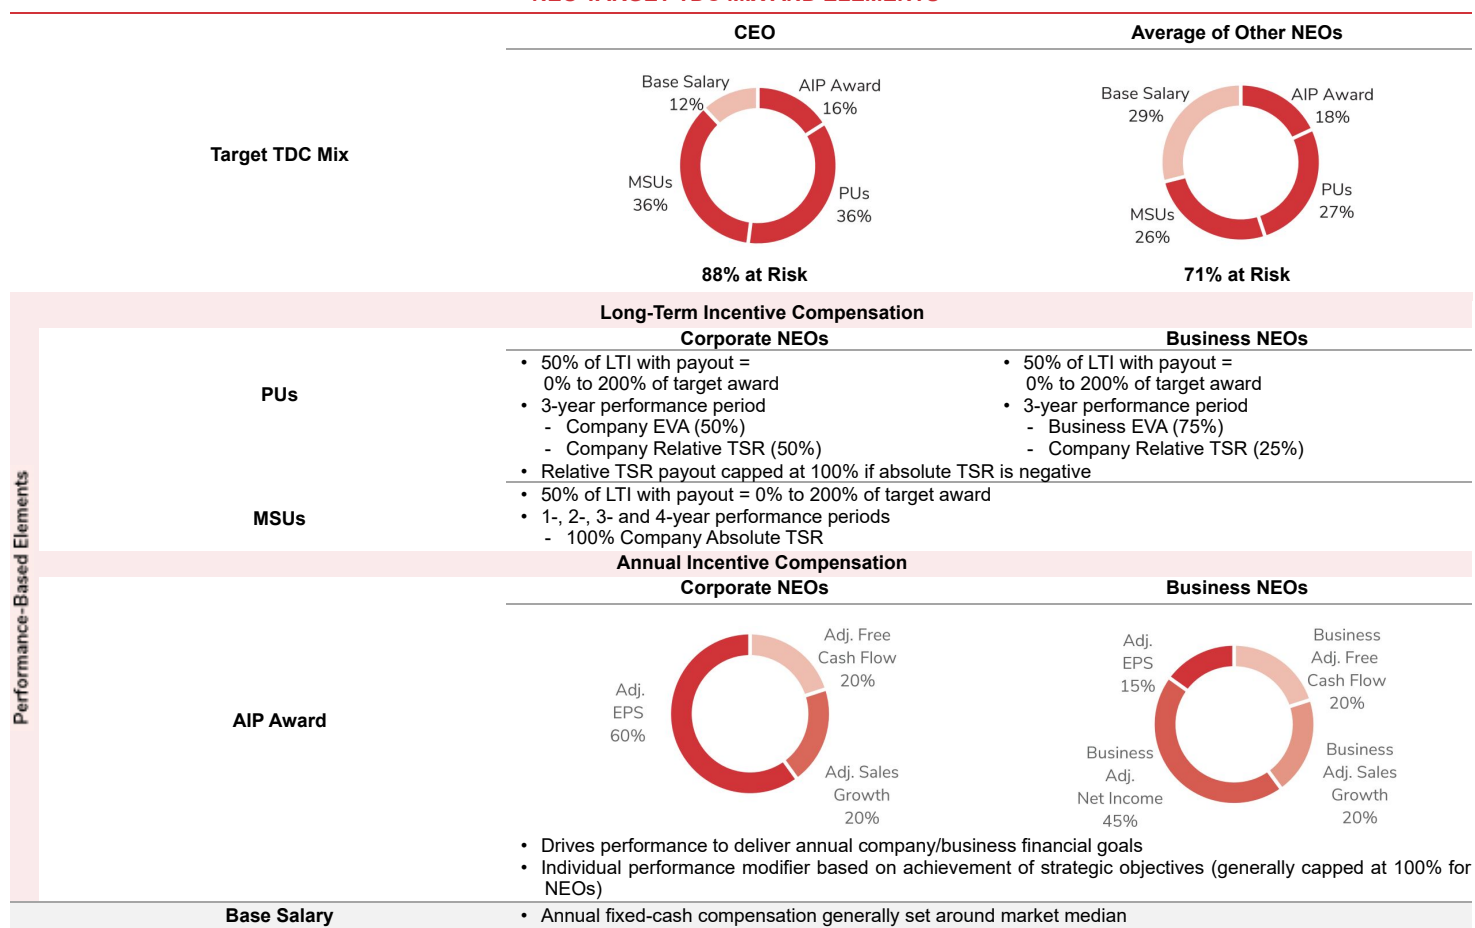 CEO
Average of Other NEOs
Target TDC Mix
Base Salary
12%
AIP Award
16%
MSUs
36%
PUs
36%
88% at Risk
Base Salary
29%
AIP Award
18%
MSUs
26%
PUs
27%
71% at Risk
Performance-Based Elements
Long-Term Incentive Compensation
Corporate NEOs
Business NEOs
PUs
• 50% of LTI with payout =
0% to 200% of target award
• 3-year performance period
- Company EVA (50%)
- Company Relative TSR (50%)
• 50% of LTI with payout =
0% to 200% of target award
• 3-year performance period
- Business EVA (75%)
- Company Relative TSR (25%)
• Relative TSR payout capped at 100% if absolute TSR is negative
MSUs
• 50% of LTI with payout = 0% to 200% of target award
• 1-, 2-, 3- and 4-year performance periods
- 100% Company Absolute TSR
Annual Incentive Compensation
Corporate NEOs
Business NEOs
AIP Award
Adj. Free
Cash Flow
20%
Adj.
EPS
60%
Adj. Sales
Growth
20%
Adj.
EPS
15%
Business
Adj. Free
Cash Flow
20%
Business
Adj.
Net Income
45%
Business
Adj. Sales
Growth
20%
• Drives performance to deliver annual company/business financial goals
• Individual performance modifier based on achievement of strategic objectives (generally capped at 100% for
NEOs)
Base Salary
• Annual fixed-cash compensation generally set around market median